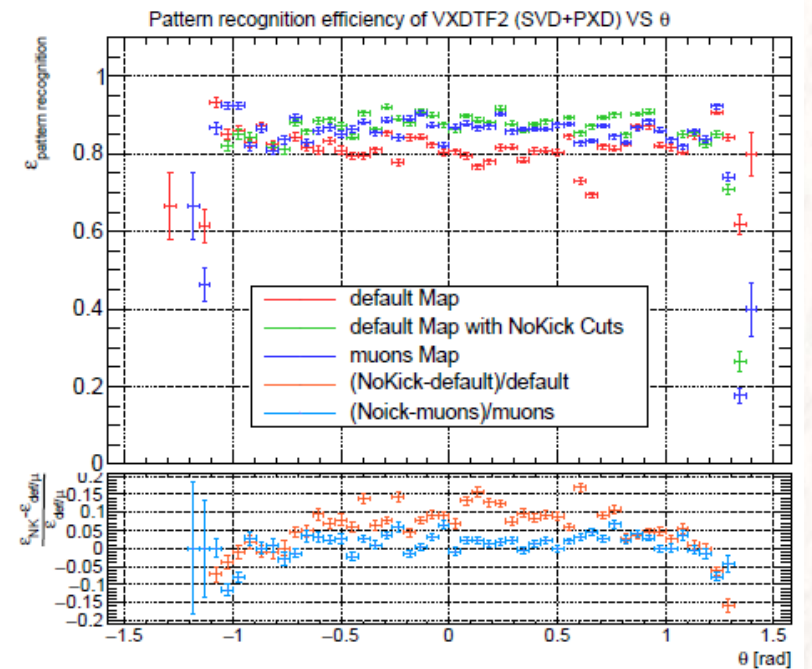 Pattern recognition efficiency of VXDTF2 (SVD+PXD) VS θ
ε pattern recognition
1
0.8
0.6
0.4
0.2
0
default Map
default Map with NoKick Cuts
muons Map
(NoKick-default)/default
(Noick-muons)/muons
ε_NK-ε_def/μ
ε_def/μ
0.2
0.15
0.1
0.05
0
−0.05
−0.1
−0.15
−0.2
−1.5 −1 −0.5 0 0.5 1 1.5
θ [rad]